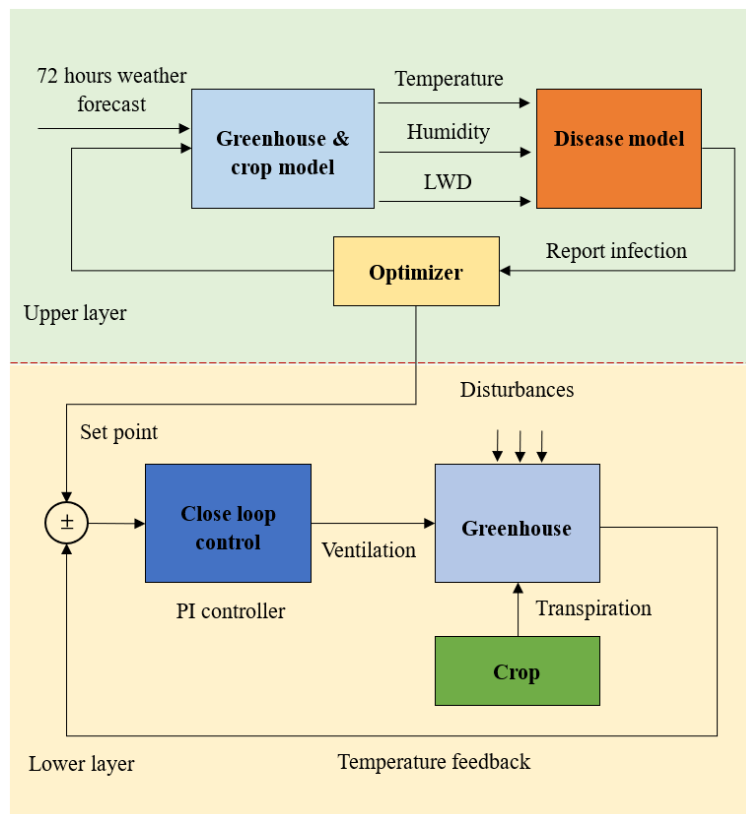 72 hours weather
forecast
Temperature
Greenhouse &
crop model
Humidity
Disease model
LWD
Report infection
Optimizer
Upper layer
Disturbances
Set point
±
Close loop
control
Ventilation
Greenhouse
PI controller
Transpiration
Crop
Lower layer
Temperature feedback